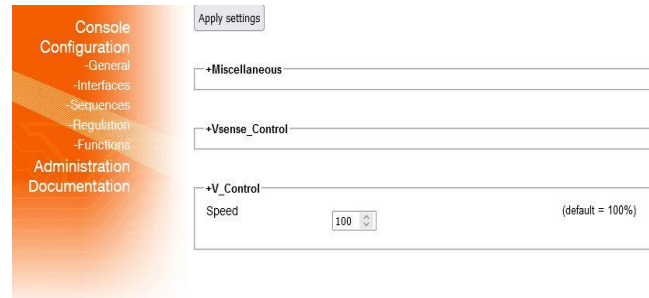 Console
Configuration
-General
-Interfaces
-Sequences
-Regulation
-Functions
Administration
Documentation
Apply settings
+Miscellaneous
+Vsense_Control
+V_Control
Speed 100 (default = 100%)